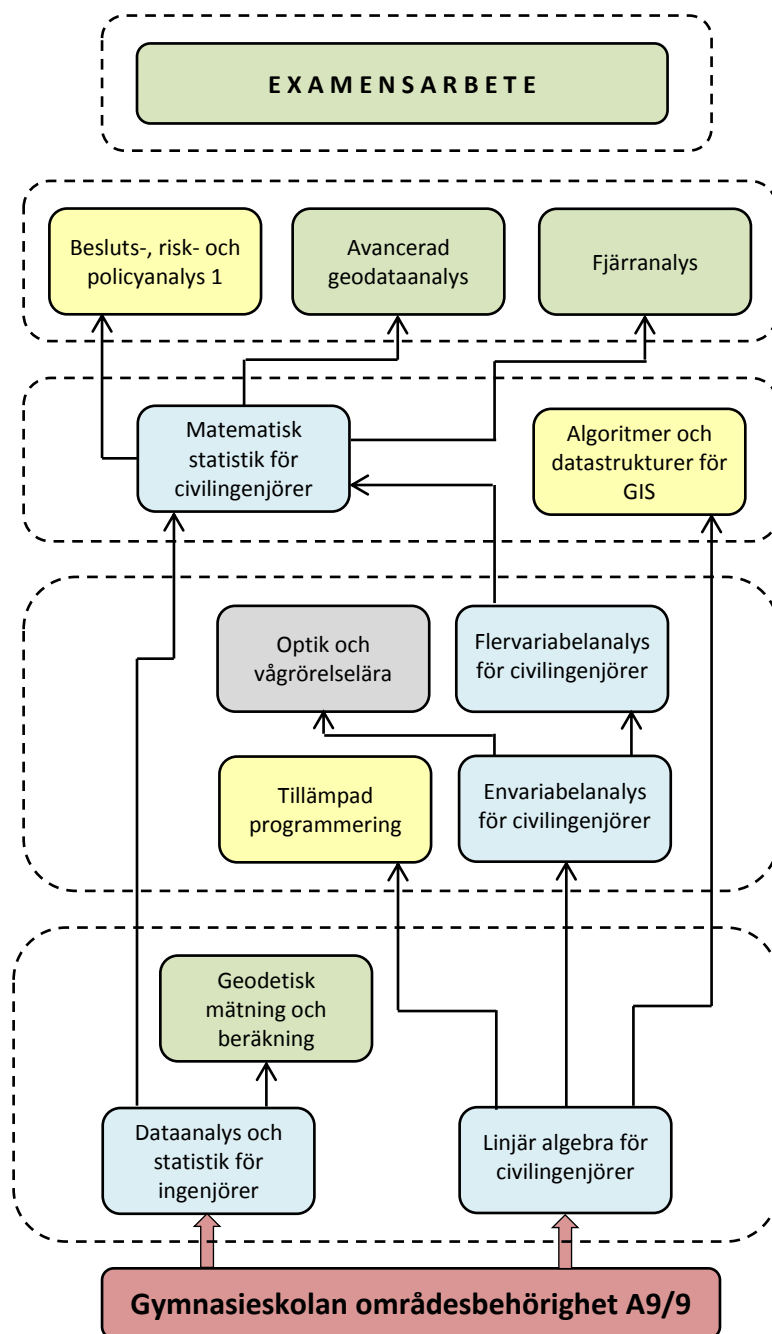 EXAMENSARBETE
Besluts-, risk- och
policyanalys 1
Avancerad
geodataanalys
Fjärranalys
Matematisk
statistik för
civilingenjörer
Algoritmer och
datastrukturer för
GIS
Optik och
vågrörelselära
Flervariabelanalys
för civilingenjörer
Tillämpad
programmering
Envariabelanalys
för civilingenjörer
Geodetisk
mätning och
beräkning
Dataanalys och
statistik för
ingenjörer
Linjär algebra för
civilingenjörer
Gymnasieskolan områdesbehörighet A9/9